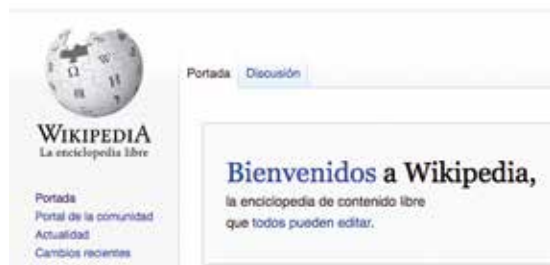 Ω W И
WIKIPEDIA
La enciclopedia libre
Portada Discusión
Bienvenidos a Wikipedia,
la enciclopedia de contenido libre
que todos pueden editar.
Portada
Portal de la comunidad
Actualidad
Cambios recientes